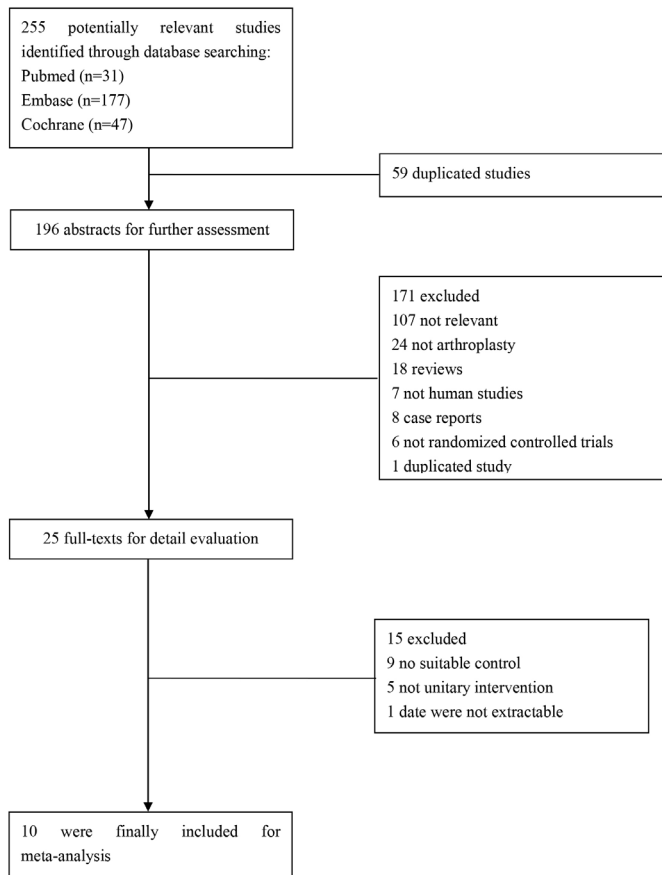 255 potentially relevant studies
identified through database searching:
Pubmed (n=31)
Embase (n=177)
Cochrane (n=47)
59 duplicated studies
196 abstracts for further assessment
171 excluded
107 not relevant
24 not arthroplasty
18 reviews
7 not human studies
8 case reports
6 not randomized controlled trials
1 duplicated study
25 full-texts for detail evaluation
15 excluded
9 no suitable control
5 not unitary intervention
1 date were not extractable
10 were finally included for
meta-analysis